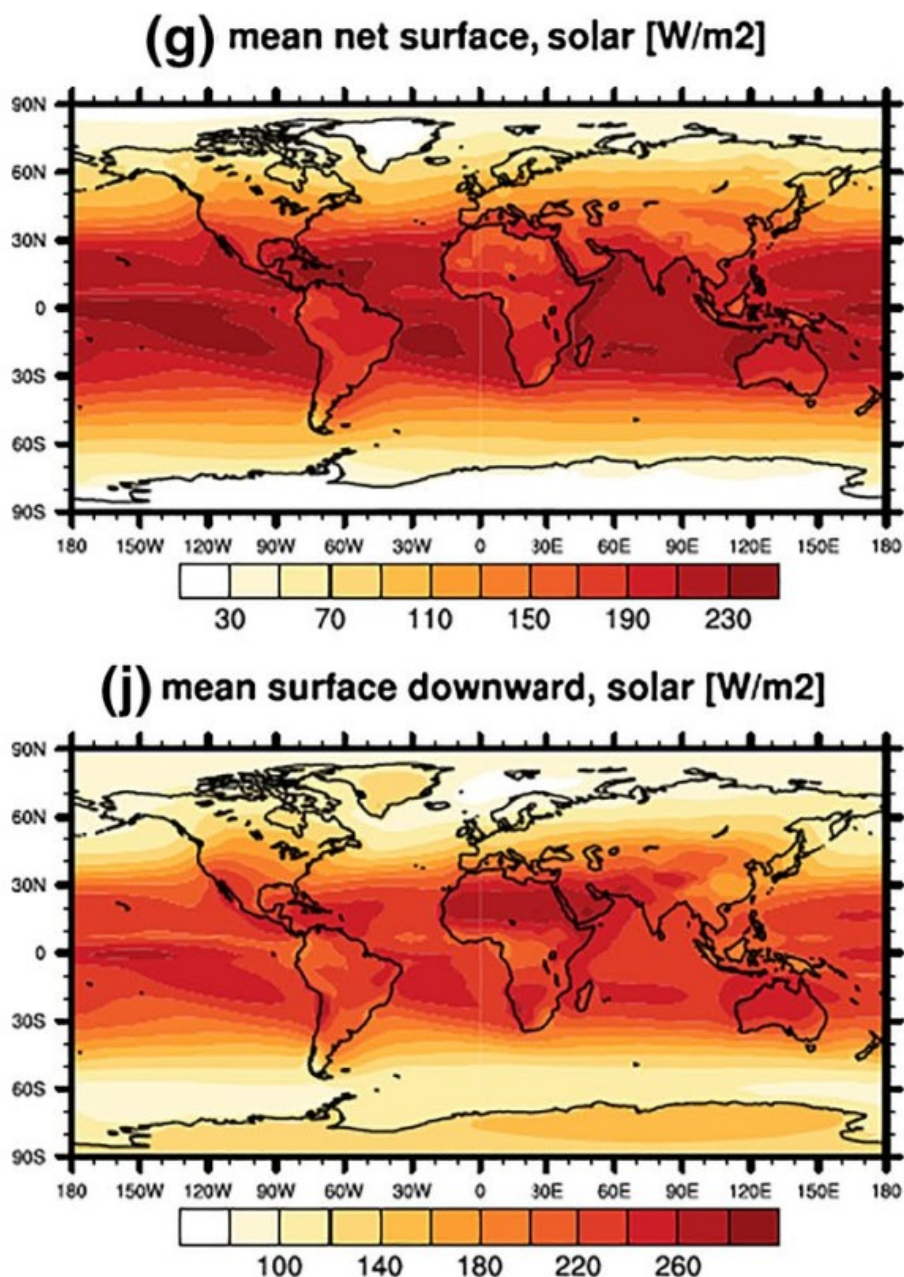 (g) mean net surface, solar [W/m2]
90N
60N
30N
0
30S
60S
90S
180 150W 120W 90W 60W 30W 0 30E 60E 90E 120E 150E 180
30 70 110 150 190 230
(j) mean surface downward, solar [W/m2]
90N
60N
30N
0
30S
60S
90S
180 150W 120W 90W 60W 30W 0 30E 60E 90E 120E 150E 180
100 140 180 220 260